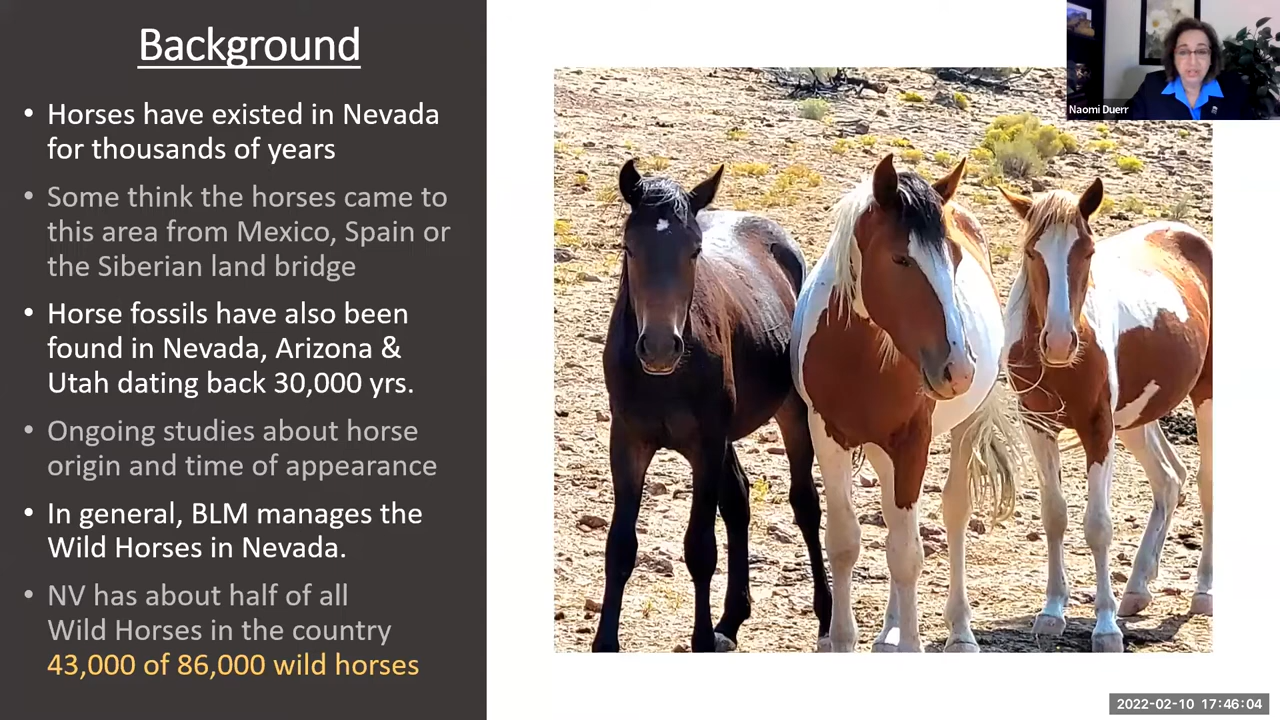 Background
• Horses have existed in Nevada
for thousands of years
• Some think the horses came to
this area from Mexico, Spain or
the Siberian land bridge
• Horse fossils have also been
found in Nevada, Arizona &
Utah dating back 30,000 yrs.
• Ongoing studies about horse
origin and time of appearance
• In general, BLM manages the
Wild Horses in Nevada.
• NV has about half of all
Wild Horses in the country
43,000 of 86,000 wild horses
Naomi Duerr
2022-02-10 17:46:04